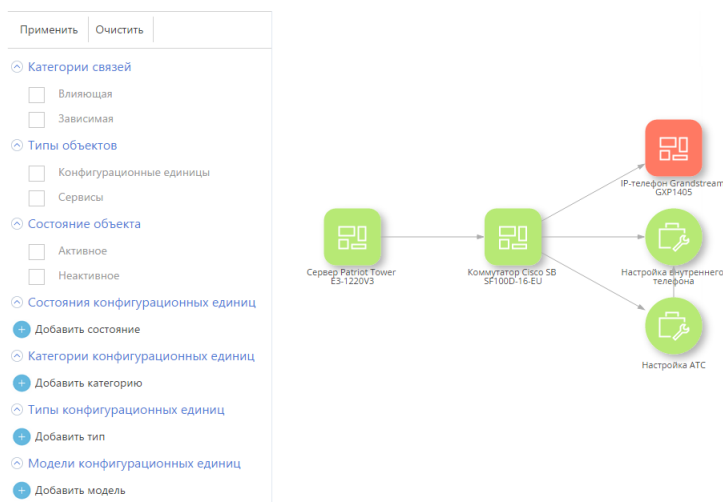 Применить
Очистить
Категории связей
Влияющая
Зависимая
Типы объектов
Конфигурационные единицы
Сервисы
Состояние объекта
Активное
Неактивное
Состояния конфигурационных единиц
Добавить состояние
Категории конфигурационных единиц
Добавить категорию
Типы конфигурационных единиц
Добавить тип
Модели конфигурационных единиц
Добавить модель
Сервер Patriot Tower
E3-1220V3
Коммутатор Cisco SB
SF100D-16-EU
IP-телефон Grandstream
GXP1405
Настройка внутреннего
телефона
Настройка АТС